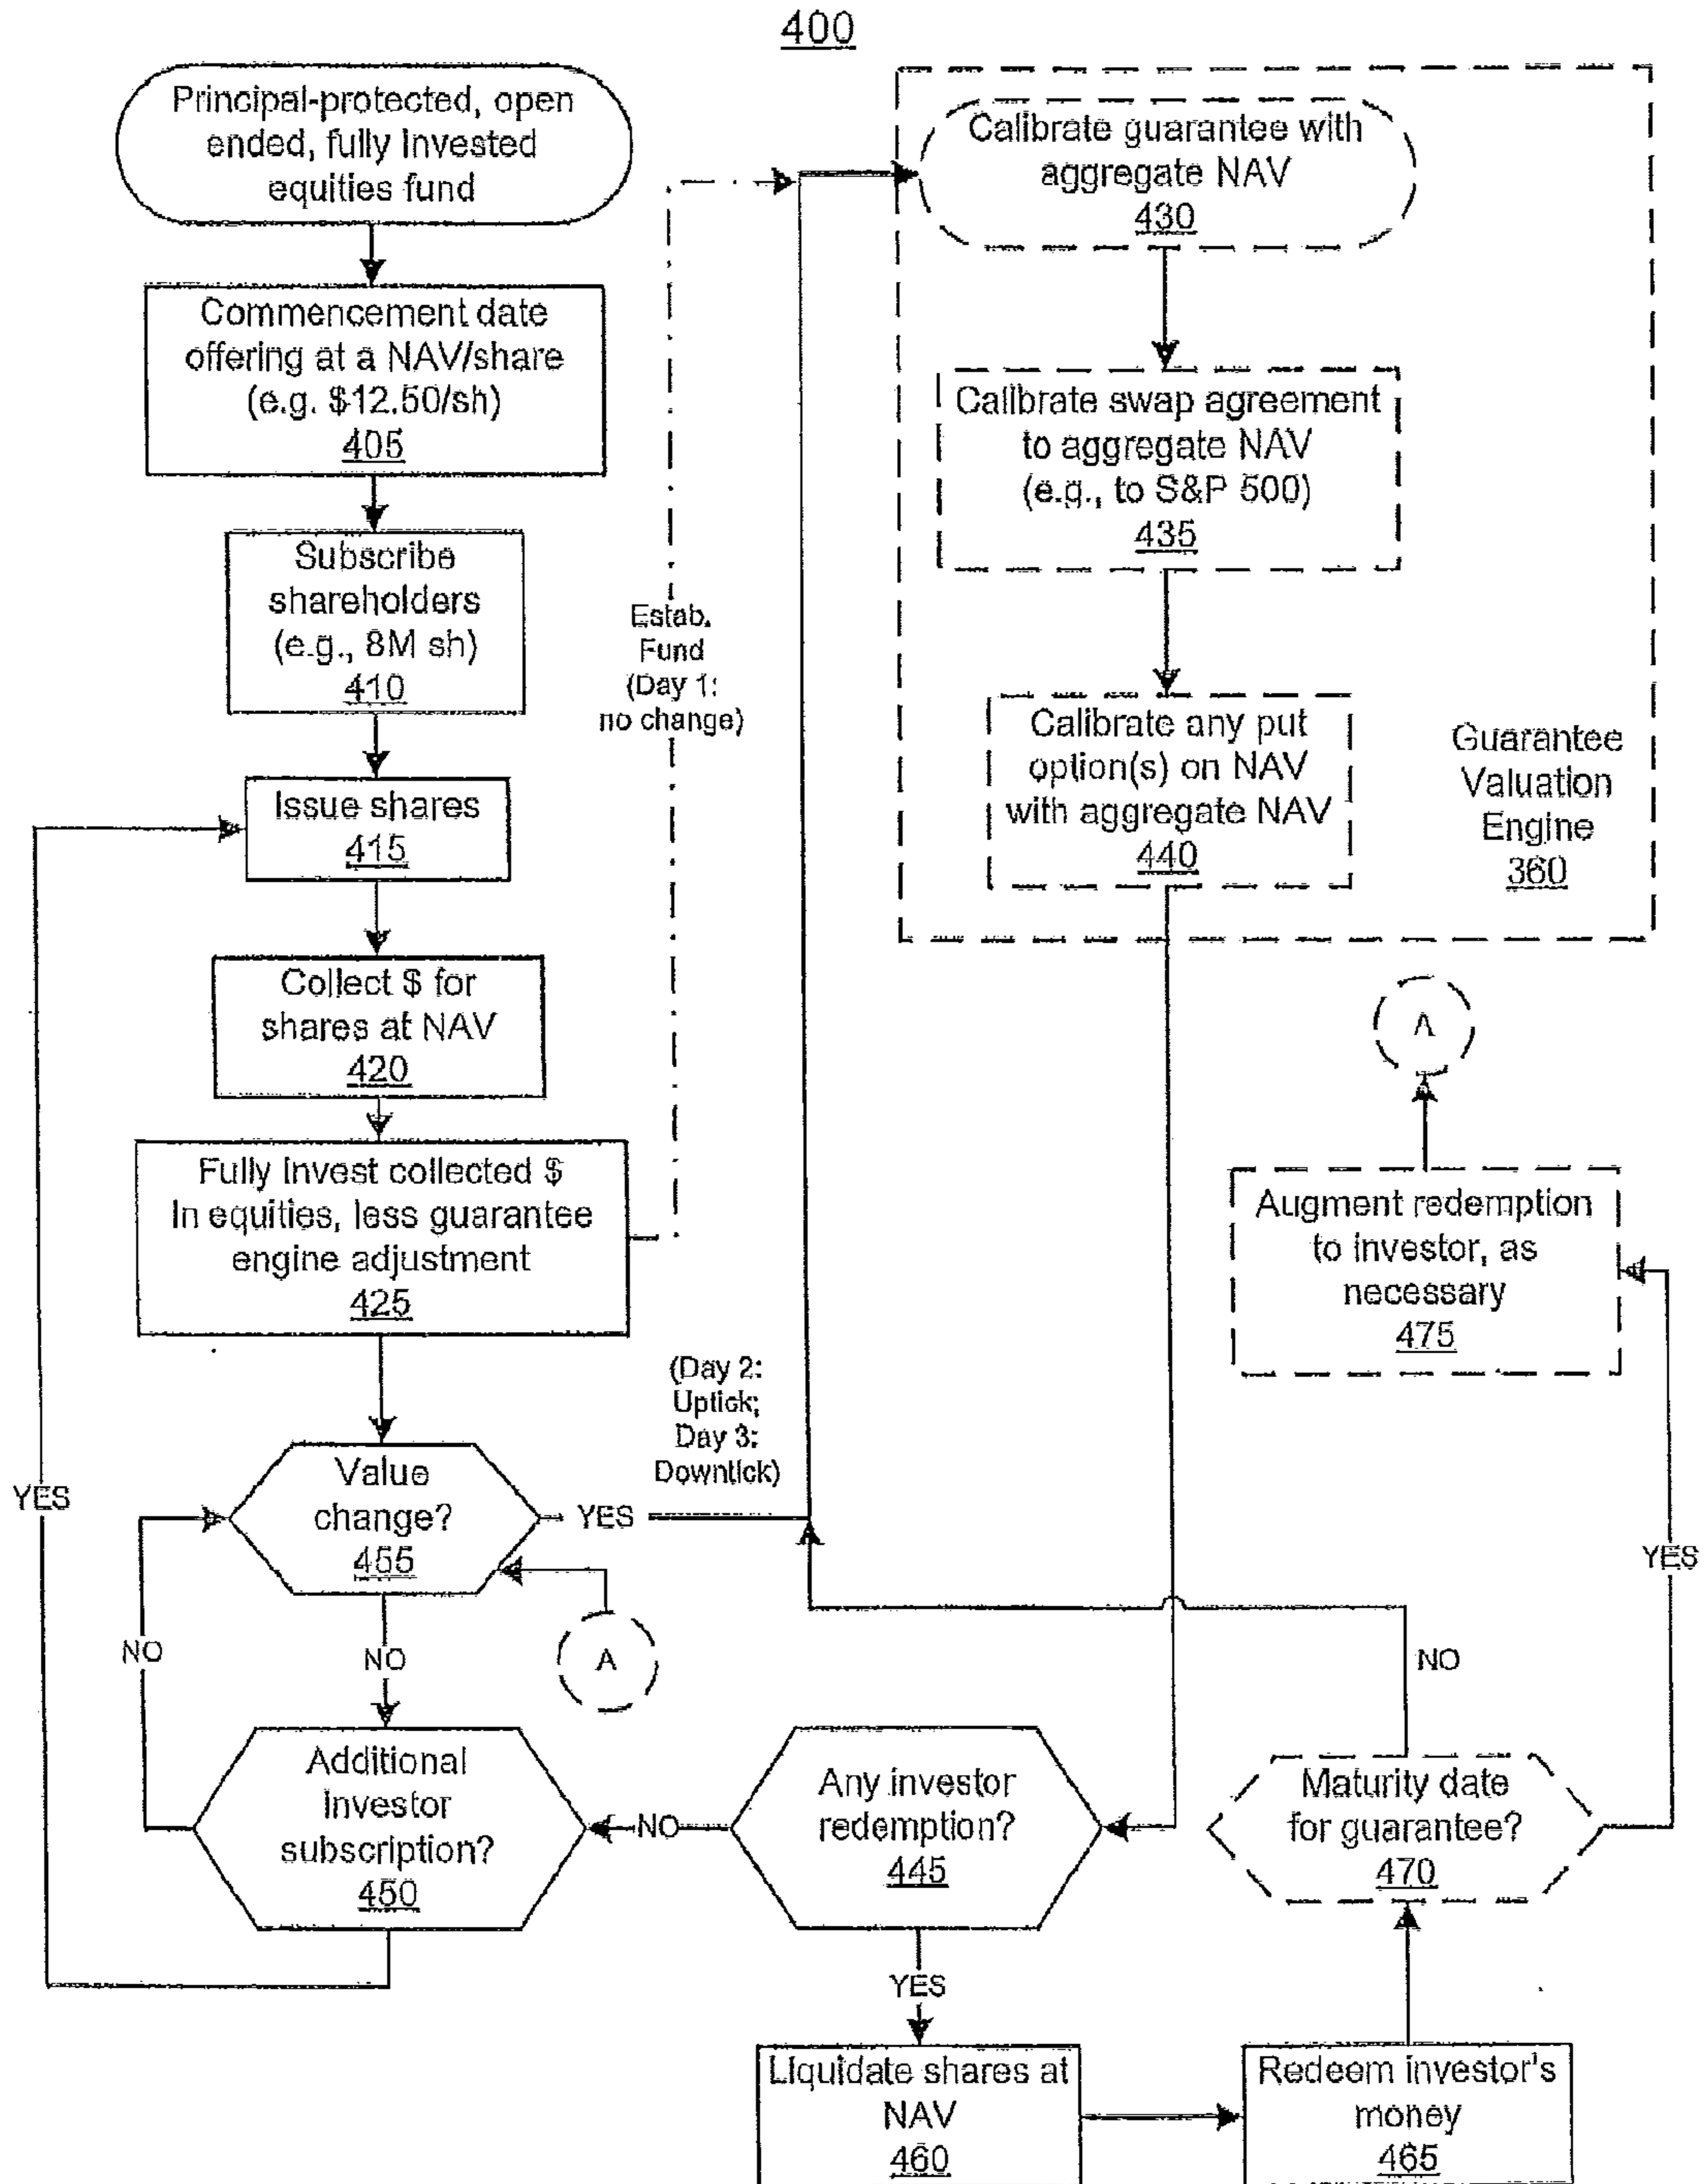 400
Principal-protected, open
ended, fully invested
equities fund
Commencement date
offering at a NAV/share
(e.g. $12.50/sh)
405
Subscribe
shareholders
(e.g., 8M sh)
410
Issue shares
415
Collect $ for
shares at NAV
420
Fully invest collected $
in equities, less guarantee
engine adjustment
425
Estab.
Fund
(Day 1:
no change)
Calibrate guarantee with
aggregate NAV
430
Calibrate swap agreement
to aggregate NAV
(e.g., to S&P 500)
435
Calibrate any put
option(s) on NAV
with aggregate NAV
440
Guarantee
Valuation
Engine
360
A
Augment redemption
to investor, as
necessary
475
(Day 2:
Uptick;
Day 3:
Downtick)
Value
change?
455
YES
YES
NO
NO
A
NO
YES
Additional
investor
subscription?
450
NO
Any investor
redemption?
445
Maturity date
for guarantee?
470
YES
Liquidate shares at
NAV
460
Redeem investor's
money
465